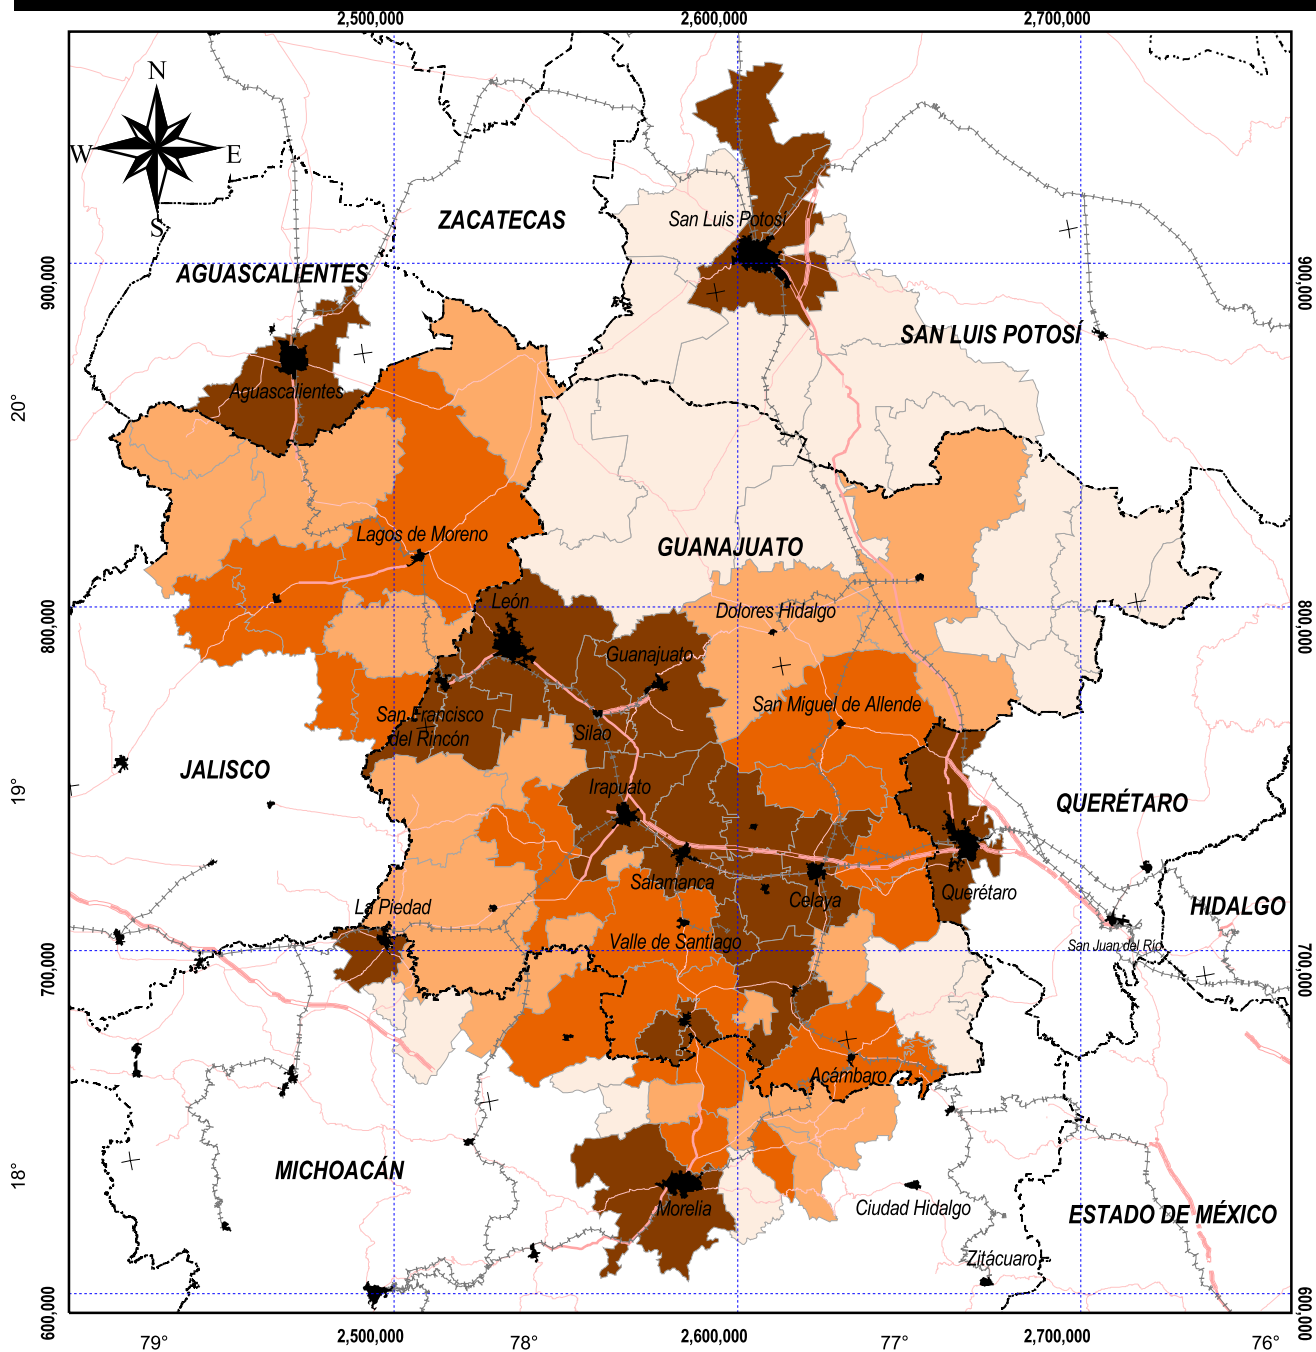 2,500,000
2,600,000
2,700,000
N
W
E
S
ZACATECAS
San Luis Potosí
AGUASCALIENTES
900,000
900,000
SAN LUIS POTOSÍ
Aguascalientes
20°
Lagos de Moreno
GUANAJUATO
León
Dolores Hidalgo
800,000
800,000
Guanajuato
San Francisco
del Rincón
Silao
San Miguel de Allende
JALISCO
19°
Irapuato
QUERÉTARO
Salamanca
Celaya
Querétaro
La Piedad
HIDALGO
Valle de Santiago
San Juan del Río
700,000
700,000
Acámbaro
MICHOACÁN
18°
Morelia
Ciudad Hidalgo
ESTADO DE MÉXICO
Zitácuaro
600,000
600,000
79°
2,500,000
78°
2,600,000
77°
2,700,000
76°